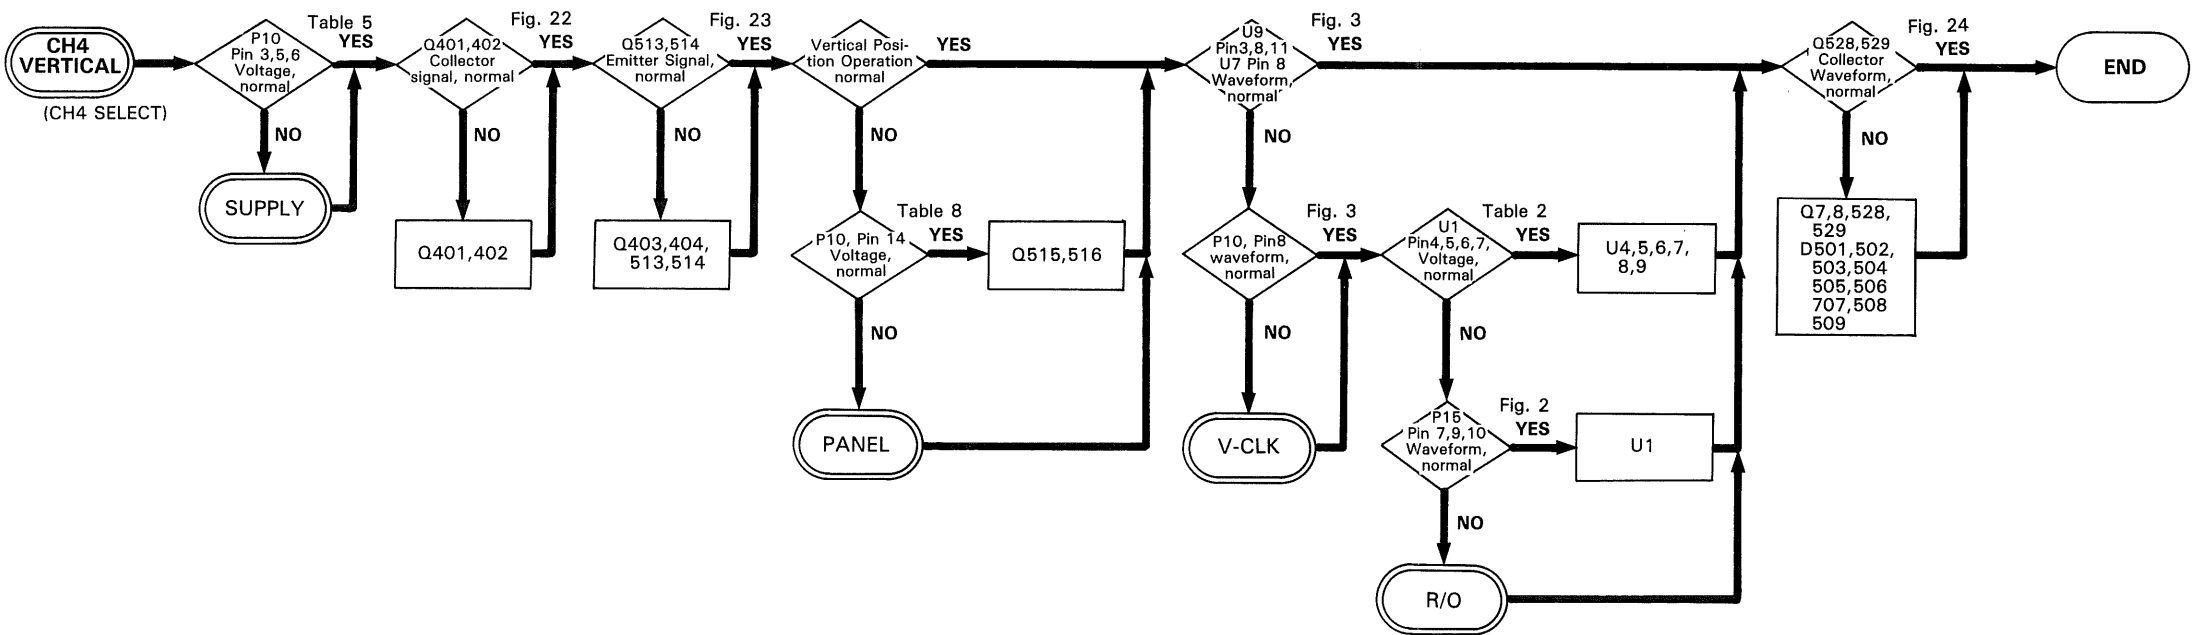 CH4
VERTICAL
(CH4 SELECT)
P10
Pin 3,5,6
Voltage,
normal
Table 5
YES
NO
SUPPLY
Q401,402
Collector
signal, normal
Fig. 22
YES
NO
Q401,402
Q513,514
Emitter Signal,
normal
Fig. 23
YES
NO
Q403,404,
513,514
Vertical Posi-
tion Operation
normal
YES
NO
P10, Pin 14
Voltage,
normal
Table 8
YES
Q515,516
NO
PANEL
U9
Pin3,8,11
U7 Pin 8
Waveform,
normal
Fig. 3
YES
NO
P10, Pin8
waveform,
normal
Fig. 3
YES
NO
V-CLK
U1
Pin4,5,6,7,
Voltage,
normal
Table 2
YES
U4,5,6,7,
8,9
NO
P15
Pin 7,9,10
Waveform,
normal
Fig. 2
YES
U1
NO
R/O
Q528,529
Collector
Waveform,
normal
Fig. 24
YES
NO
Q7,8,528,
529
D501,502,
503,504
505,506
707,508
509
END